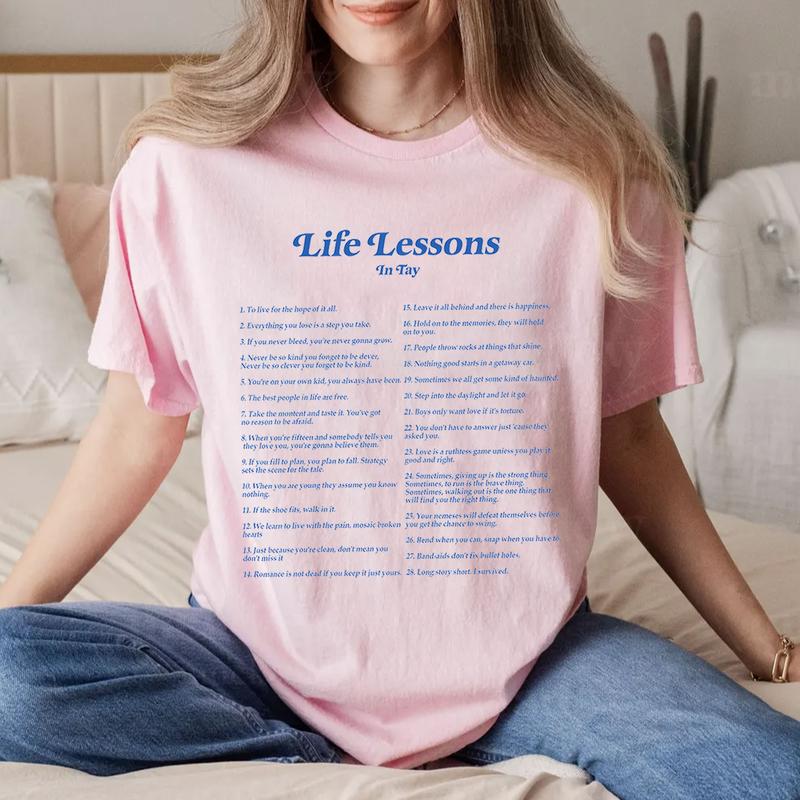 Life Lessons
In Tay
1. To live for the hope of it all.
2. Everything you lose is a step you take.
3. If you never bleed, you're never gonna grow.
4. Never be so kind you forget to be clever,
Never be so clever you forget to be kind.
5. You're on your own kid, you always have been.
6. The best people in life are free.
7. Take the moment and taste it. You've got
no reason to be afraid.
8. When you're fifteen and somebody tells you
they love you, you're gonna believe them.
9. If you fill to plan, you plan to fall. Strategy
sets the scene for the tale.
10. When you are young they assume you know
nothing.
11. If the shoe fits, walk in it.
12. We learn to live with the pain, mosaic broken
hearts
13. Just because you're clean, don't mean you
don't miss it
14. Romance is not dead if you keep it just yours.
15. Leave it all behind and there is happiness.
16. Hold on to the memories, they will hold
on to you.
17. People throw rocks at things that shine.
18. Nothing good starts in a getaway car.
19. Sometimes we all get some kind of haunted.
20. Step into the daylight and let it go.
21. Boys only want love if it's torture.
22. You don't have to answer just 'cause they
asked you.
23. Love is a ruthless game unless you play it
good and right.
24. Sometimes, giving up is the strong thing
Sometimes, to run is the brave thing.
Sometimes, walking out is the one thing that
will find you the right thing.
25. Your nemeses will defeat themselves before
you get the chance to swing.
26. Bend when you can, snap when you have to.
27. Band-aids don't fix bullet holes.
28. Long story short, I survived.